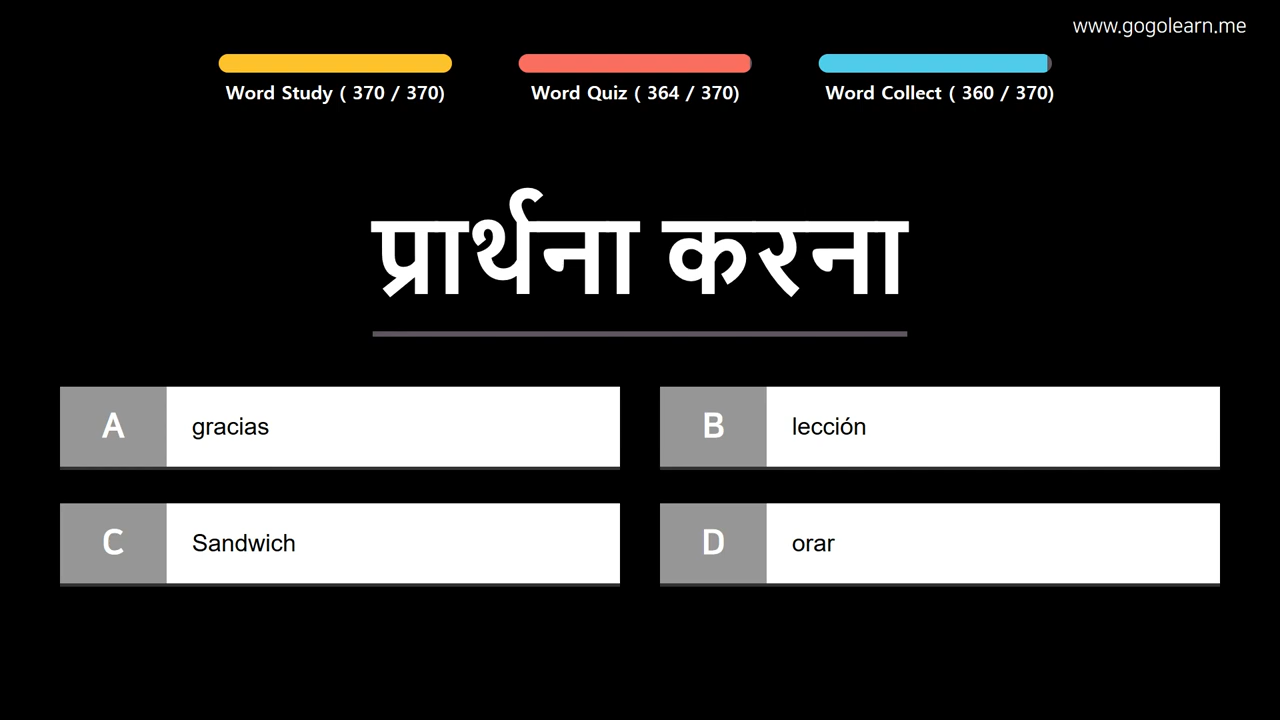 www.gogolearn.me
Word Study ( 370 / 370)
Word Quiz ( 364 / 370)
Word Collect ( 360 / 370)
प्रार्थना करना
A
gracias
B
lección
C
Sandwich
D
orar